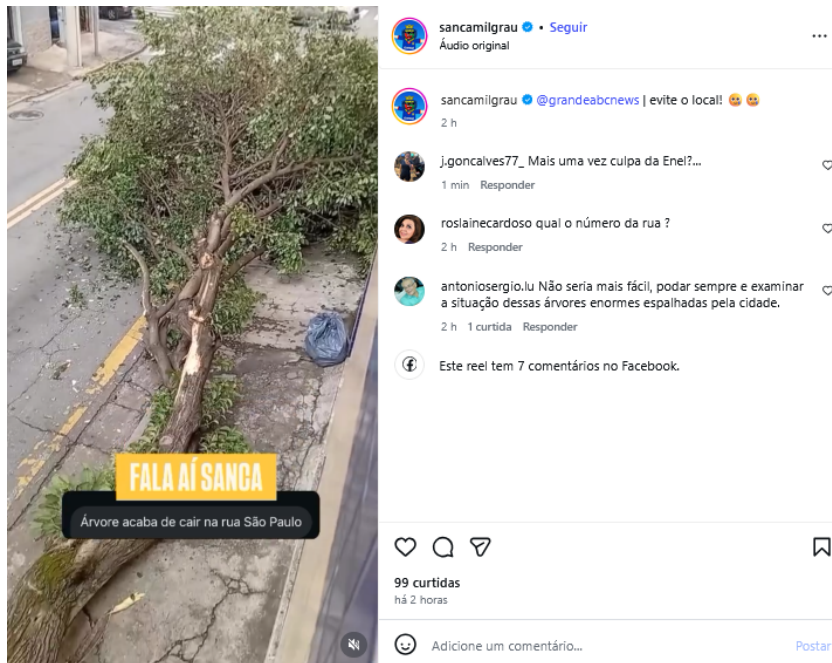 sancamilgrau • Seguir
Áudio original
sancamilgrau @grandeabcnews | evite o local! 🤬 🤬
2 h
j.goncalves77_ Mais uma vez culpa da Enel?...
1 min Responder
roslainecardoso qual o número da rua ?
2 h Responder
antoniosergio.lu Não seria mais fácil, podar sempre e examinar
a situação dessas árvores enormes espalhadas pela cidade.
2 h 1 curtida Responder
Este reel tem 7 comentários no Facebook.
FALA AÍ SANCA
Árvore acaba de cair na rua São Paulo
99 curtidas
há 2 horas
Adicione um comentário...
Postar